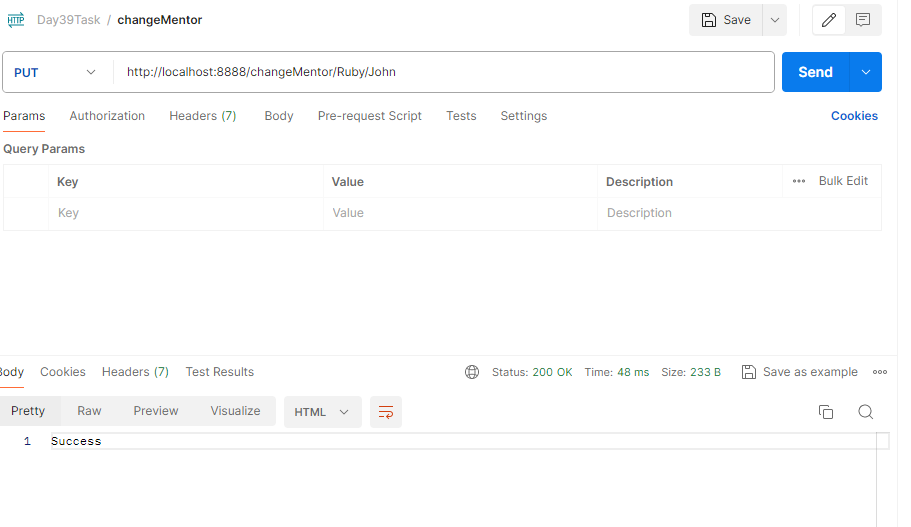 HTTP Day39Task / changeMentor Save
PUT http://localhost:8888/changeMentor/Ruby/John Send
Params Authorization Headers (7) Body Pre-request Script Tests Settings Cookies
Query Params
Key Value Description ••• Bulk Edit
Key Value Description
Body Cookies Headers (7) Test Results Status: 200 OK Time: 48 ms Size: 233 B Save as example •••
Pretty Raw Preview Visualize HTML
1 Success